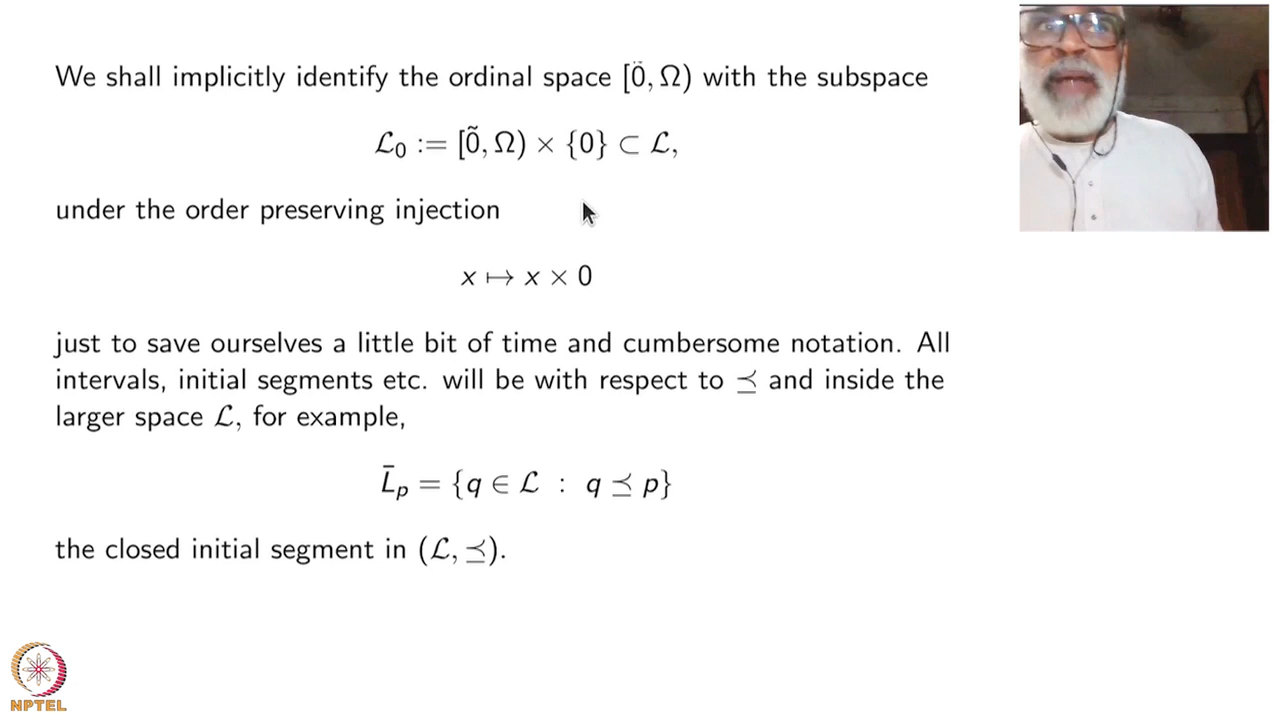 We shall implicitly identify the ordinal space [0̃, Ω) with the subspace
ℒ₀ := [0̃, Ω) × {0} ⊂ ℒ,
under the order preserving injection
x ↦ x × 0
just to save ourselves a little bit of time and cumbersome notation. All
intervals, initial segments etc. will be with respect to ⪯ and inside the
larger space ℒ, for example,
L̄ₚ = {q ∈ ℒ : q ⪯ p}
the closed initial segment in (ℒ, ⪯).
NPTEL